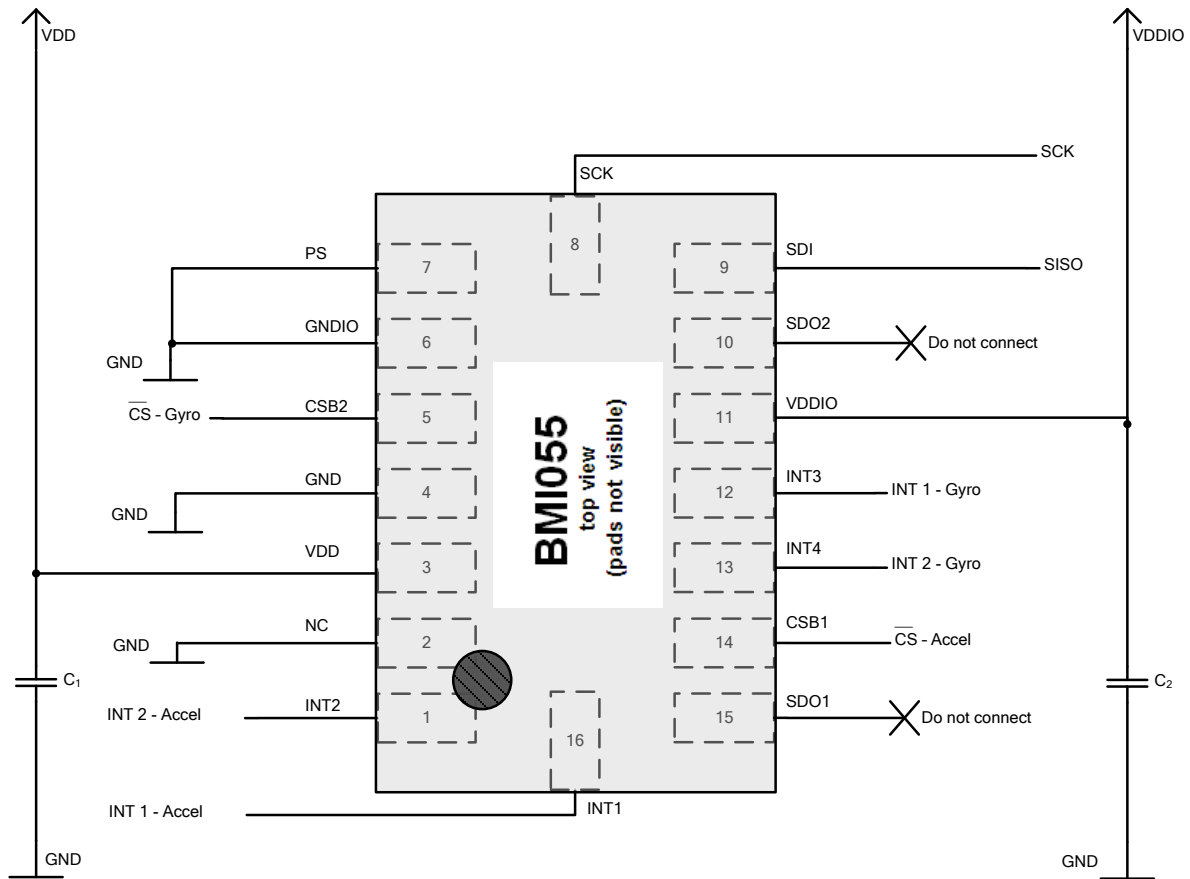 VDD
VDDIO
SCK
SCK
8
PS
7
9
SDI
SISO
GNDIO
6
10
SDO2
Do not connect
GND
C̅S̅ - Gyro
CSB2
5
11
VDDIO
GND
4
12
INT3
INT 1 - Gyro
GND
VDD
3
13
INT4
INT 2 - Gyro
BMI055
top view
(pads not visible)
NC
2
14
CSB1
C̅S̅ - Accel
GND
C₁
C₂
INT 2 - Accel
INT2
1
16
15
SDO1
Do not connect
INT 1 - Accel
INT1
GND
GND